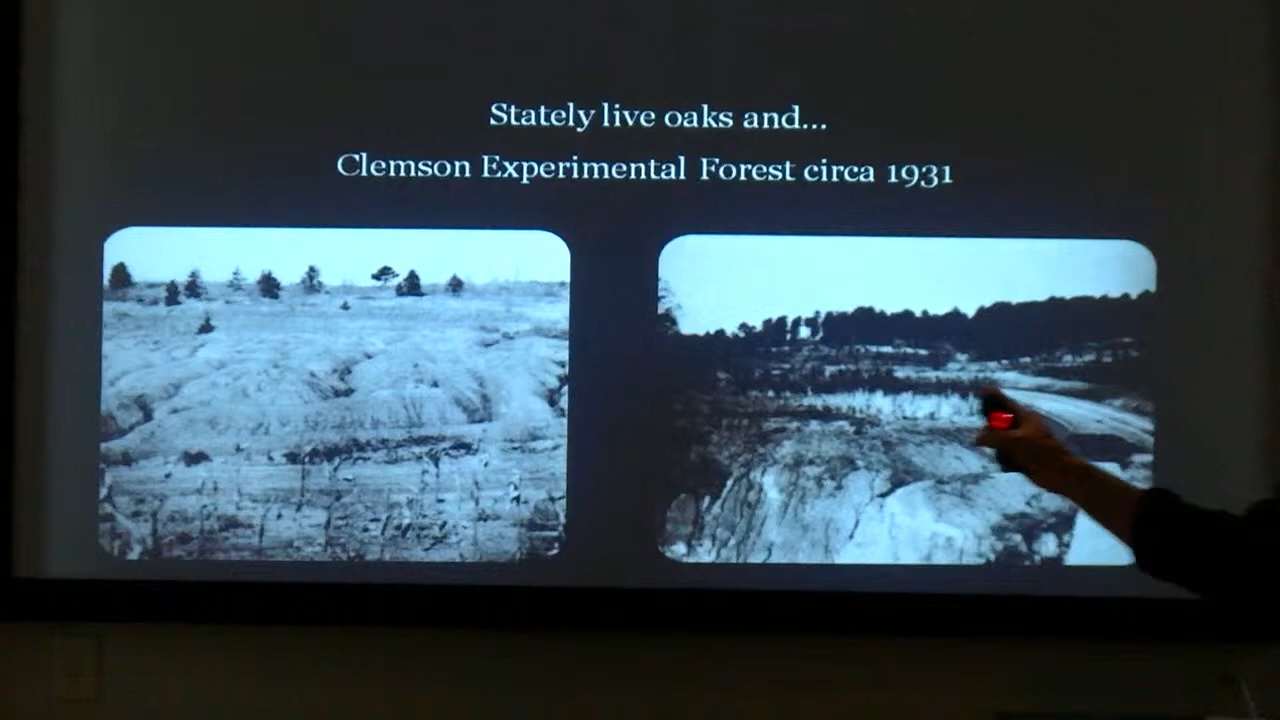 Stately live oaks and...
Clemson Experimental Forest circa 1931